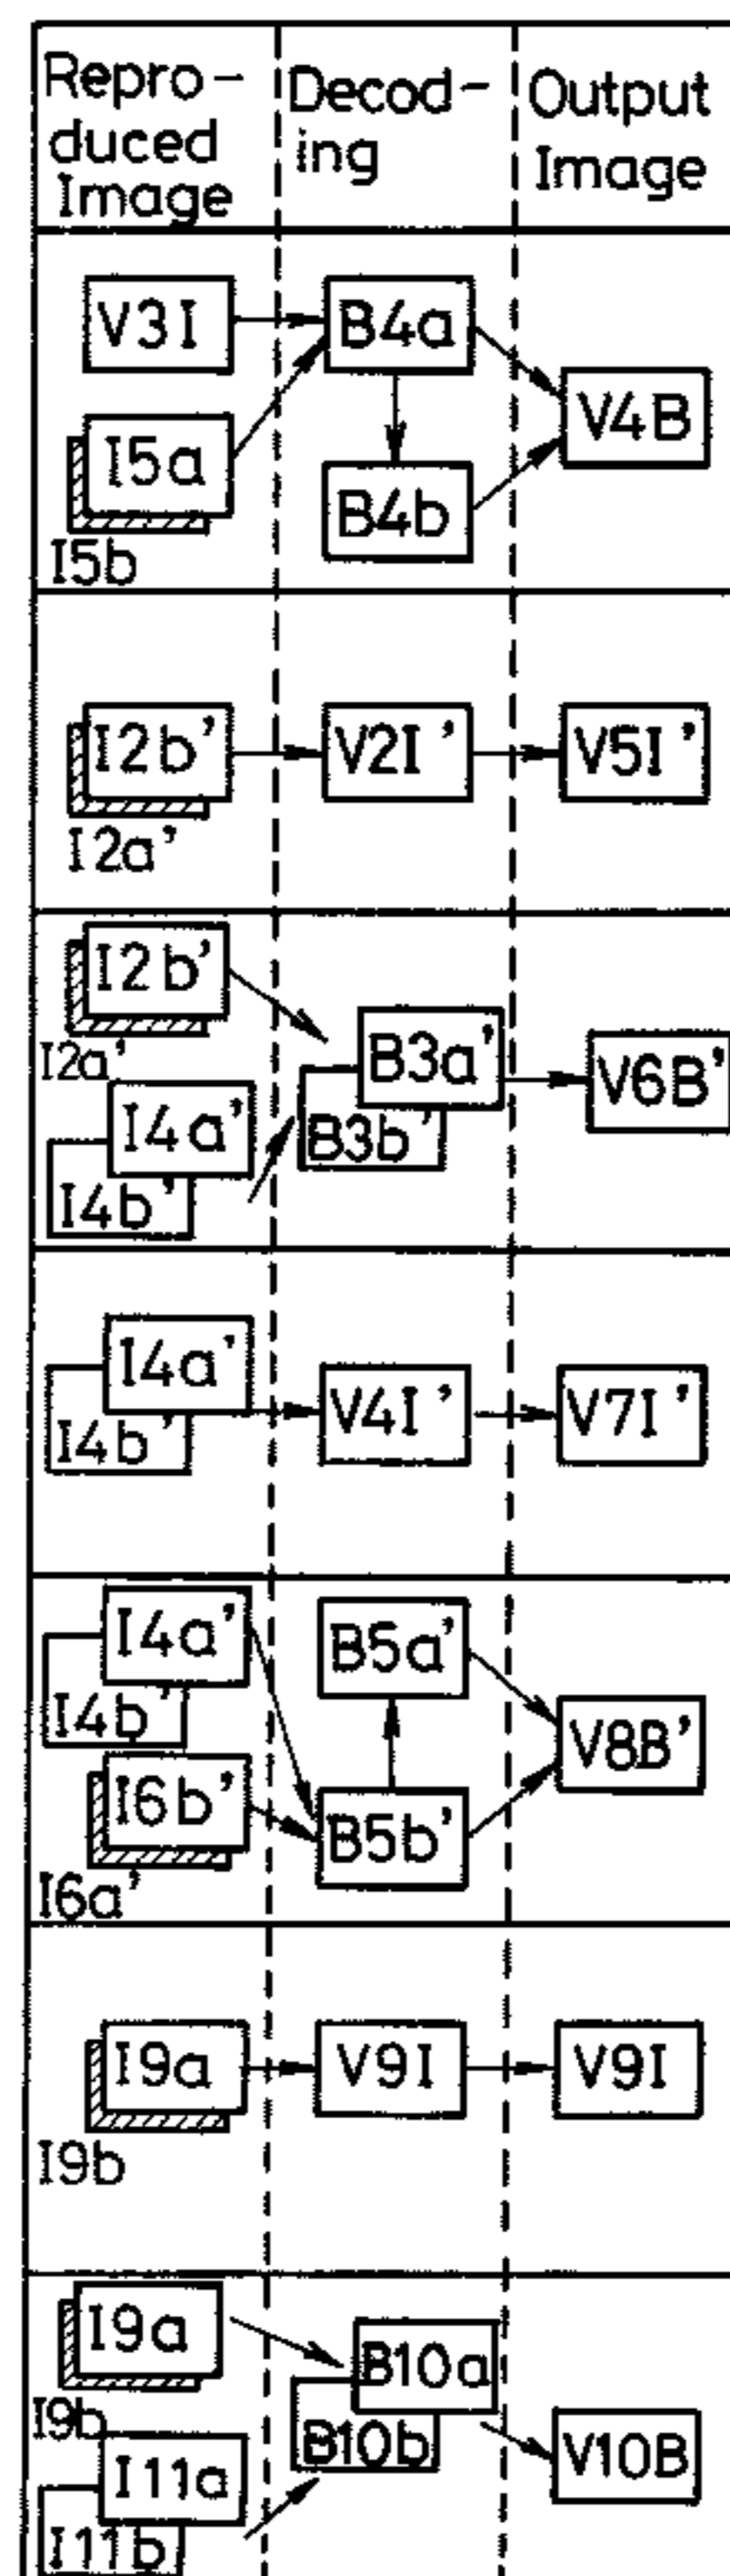 Repro-
duced
Image
Decod-
ing
Output
Image
V3I
B4a
I5a
V4B
B4b
I5b
I2b'
V2I'
V5I'
I2a'
I2b'
I2a'
B3a'
V6B'
I4a'
B3b'
I4b'
I4a'
V4I'
V7I'
I4b'
I4a'
B5a'
I4b'
V8B'
I6b'
B5b'
I6a'
I9a
V9I
V9I
I9b
I9a
B10a
I9b
B10b
V10B
I11a
I11b